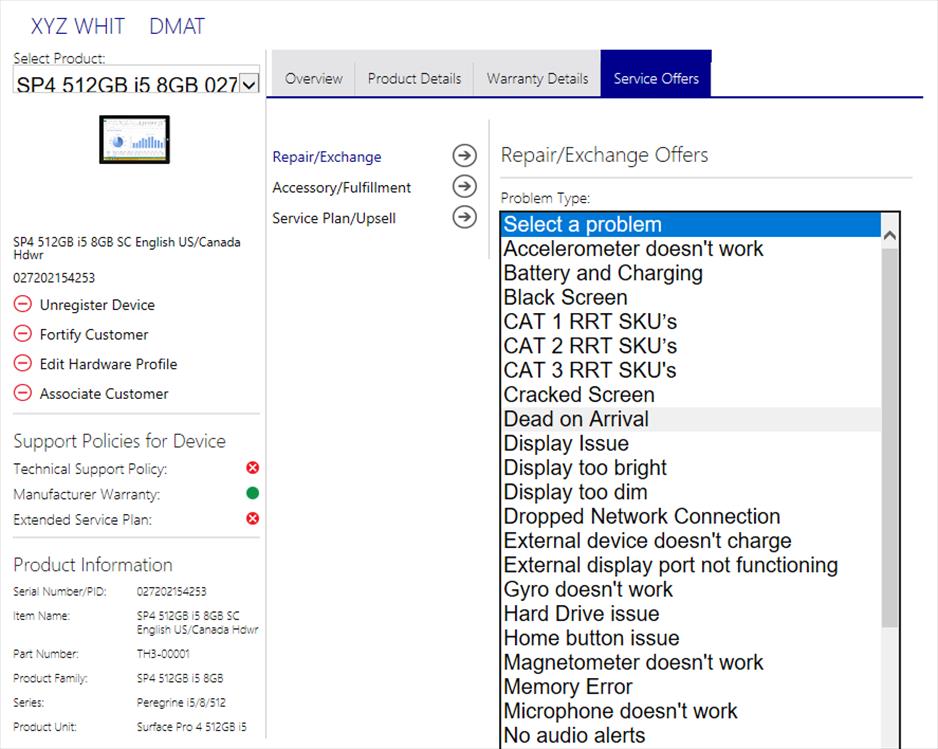 XYZ WHIT DMAT
Select Product:
SP4 512GB i5 8GB 027
SP4 512GB i5 8GB SC English US/Canada
Hdwr
027202154253
Unregister Device
Fortify Customer
Edit Hardware Profile
Associate Customer
Support Policies for Device
Technical Support Policy:
Manufacturer Warranty:
Extended Service Plan:
Product Information
Serial Number/PID: 027202154253
Item Name: SP4 512GB i5 8GB SC
English US/Canada Hdwr
Part Number: TH3-00001
Product Family: SP4 512GB i5 8GB
Series: Peregrine i5/8/512
Product Unit: Surface Pro 4 512GB i5
Overview Product Details Warranty Details Service Offers
Repair/Exchange
Accessory/Fulfillment
Service Plan/Upsell
Repair/Exchange Offers
Problem Type:
Select a problem
Accelerometer doesn't work
Battery and Charging
Black Screen
CAT 1 RRT SKU’s
CAT 2 RRT SKU’s
CAT 3 RRT SKU's
Cracked Screen
Dead on Arrival
Display Issue
Display too bright
Display too dim
Dropped Network Connection
External device doesn't charge
External display port not functioning
Gyro doesn't work
Hard Drive issue
Home button issue
Magnetometer doesn't work
Memory Error
Microphone doesn't work
No audio alerts